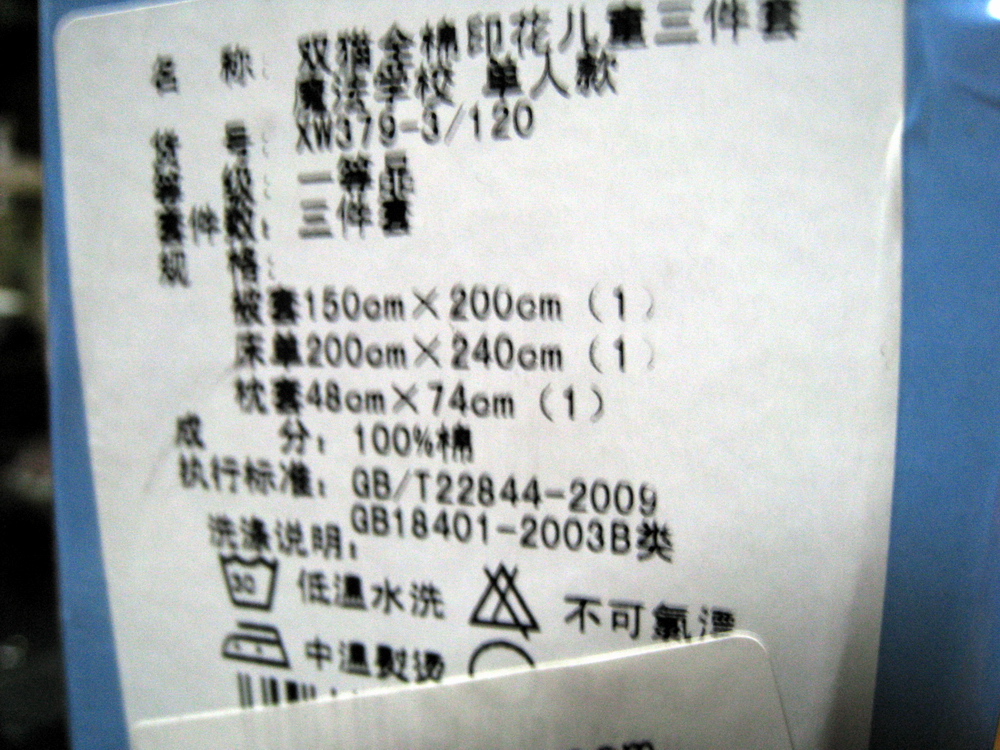 名 称: 双猫全棉印花儿童三件套
魔法学校 单人款
货 号: XW379-3/120
等 级: 一等品
套件数: 三件套
规 格:
被套150cm×200cm（1）
床单200cm×240cm（1）
枕套48cm×74cm（1）
成 分: 100%棉
执行标准: GB/T22844-2009
GB18401-2003B类
洗涤说明:
30 低温水洗 不可氯漂
中温熨烫